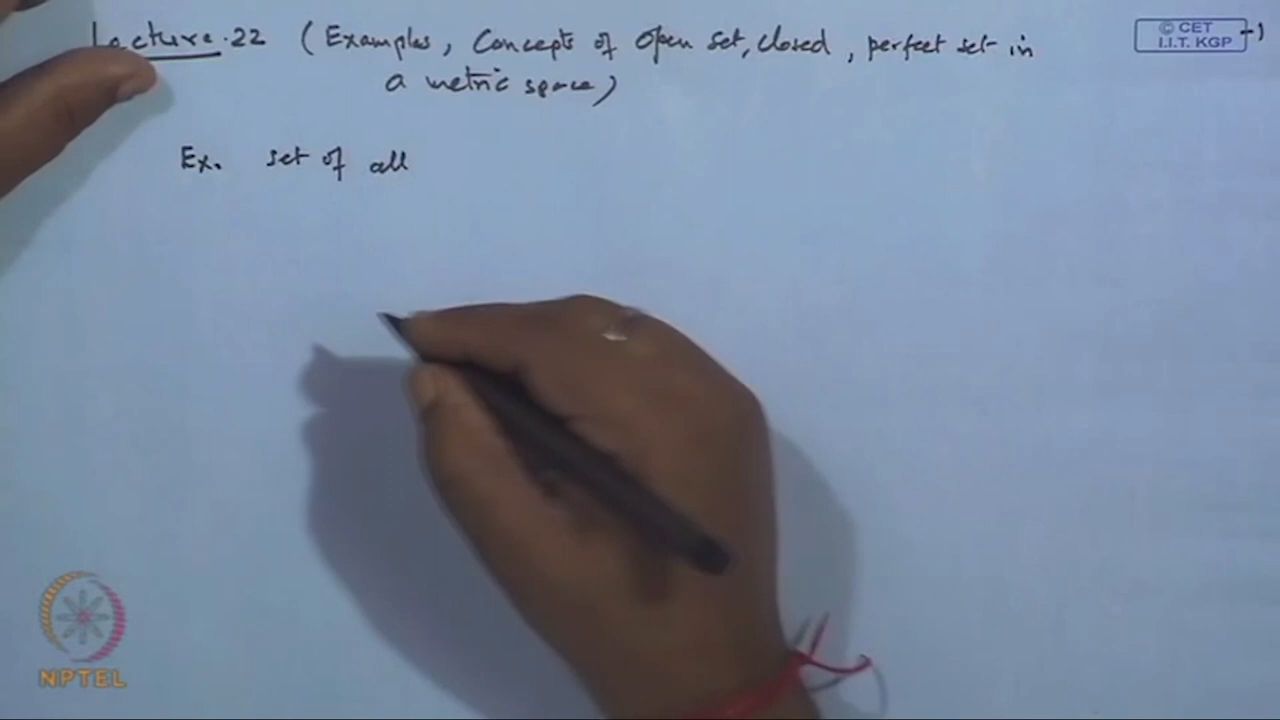 Lecture.22 (Examples, Concepts of open set, closed, perfect set in
a metric space)
© CET
I.I.T. KGP
-1
Ex. set of all
NPTEL